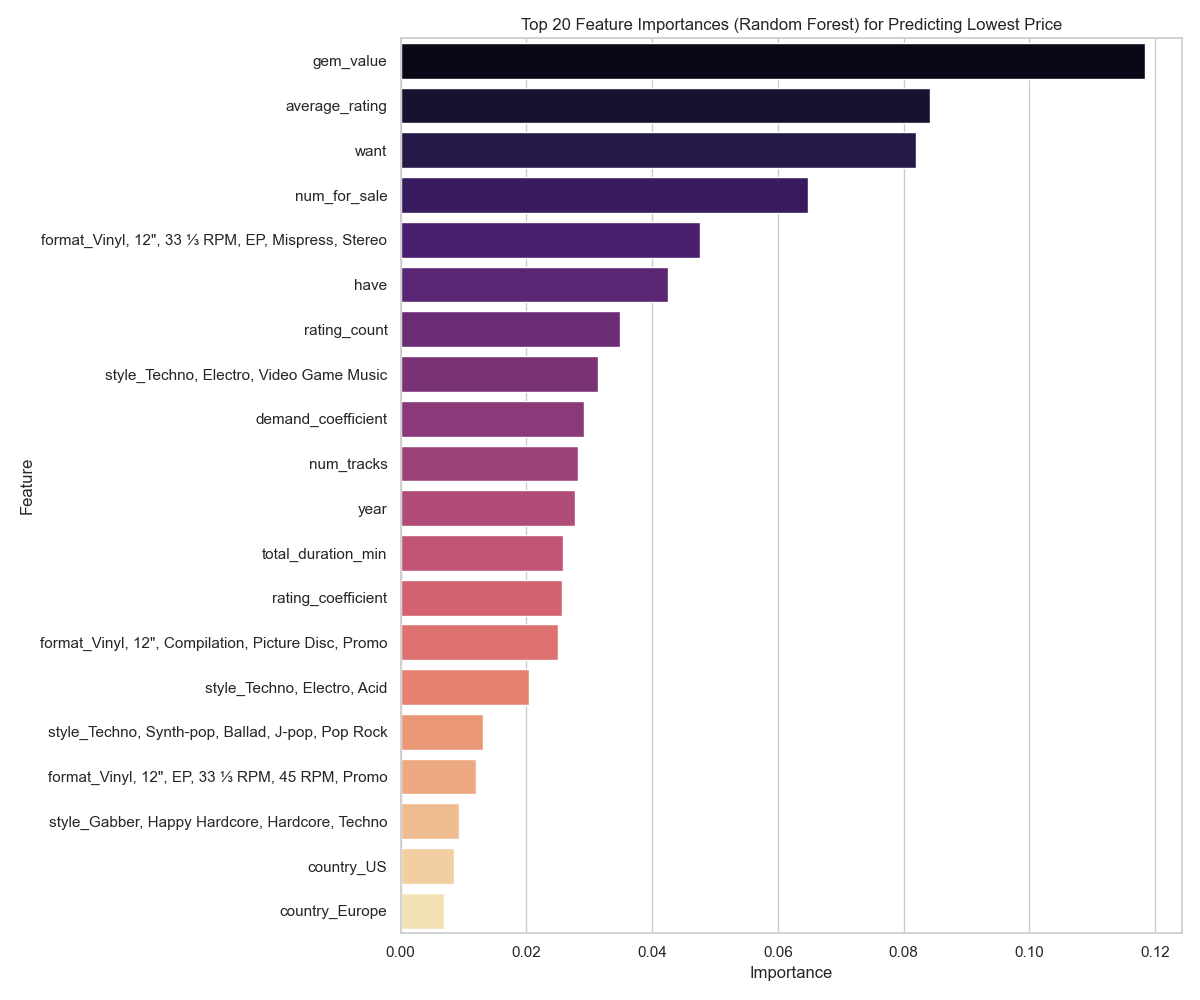 Top 20 Feature Importances (Random Forest) for Predicting Lowest Price
gem_value
average_rating
want
num_for_sale
format_Vinyl, 12", 33 ⅓ RPM, EP, Mispress, Stereo
have
rating_count
style_Techno, Electro, Video Game Music
demand_coefficient
num_tracks
year
total_duration_min
rating_coefficient
format_Vinyl, 12", Compilation, Picture Disc, Promo
style_Techno, Electro, Acid
style_Techno, Synth-pop, Ballad, J-pop, Pop Rock
format_Vinyl, 12", EP, 33 ⅓ RPM, 45 RPM, Promo
style_Gabber, Happy Hardcore, Hardcore, Techno
country_US
country_Europe
Feature
0.00 0.02 0.04 0.06 0.08 0.10 0.12
Importance